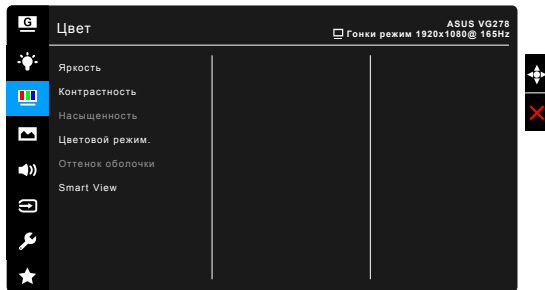 G
Цвет
ASUS VG278
Гонки режим 1920x1080@ 165Hz
Яркость
Контрастность
Насыщенность
Цветовой режим.
Оттенок оболочки
Smart View